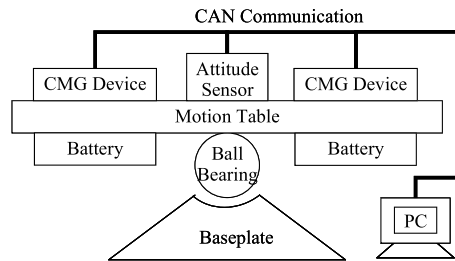 CAN Communication
CMG Device
Attitude
Sensor
CMG Device
Motion Table
Battery
Ball
Bearing
Battery
PC
Baseplate